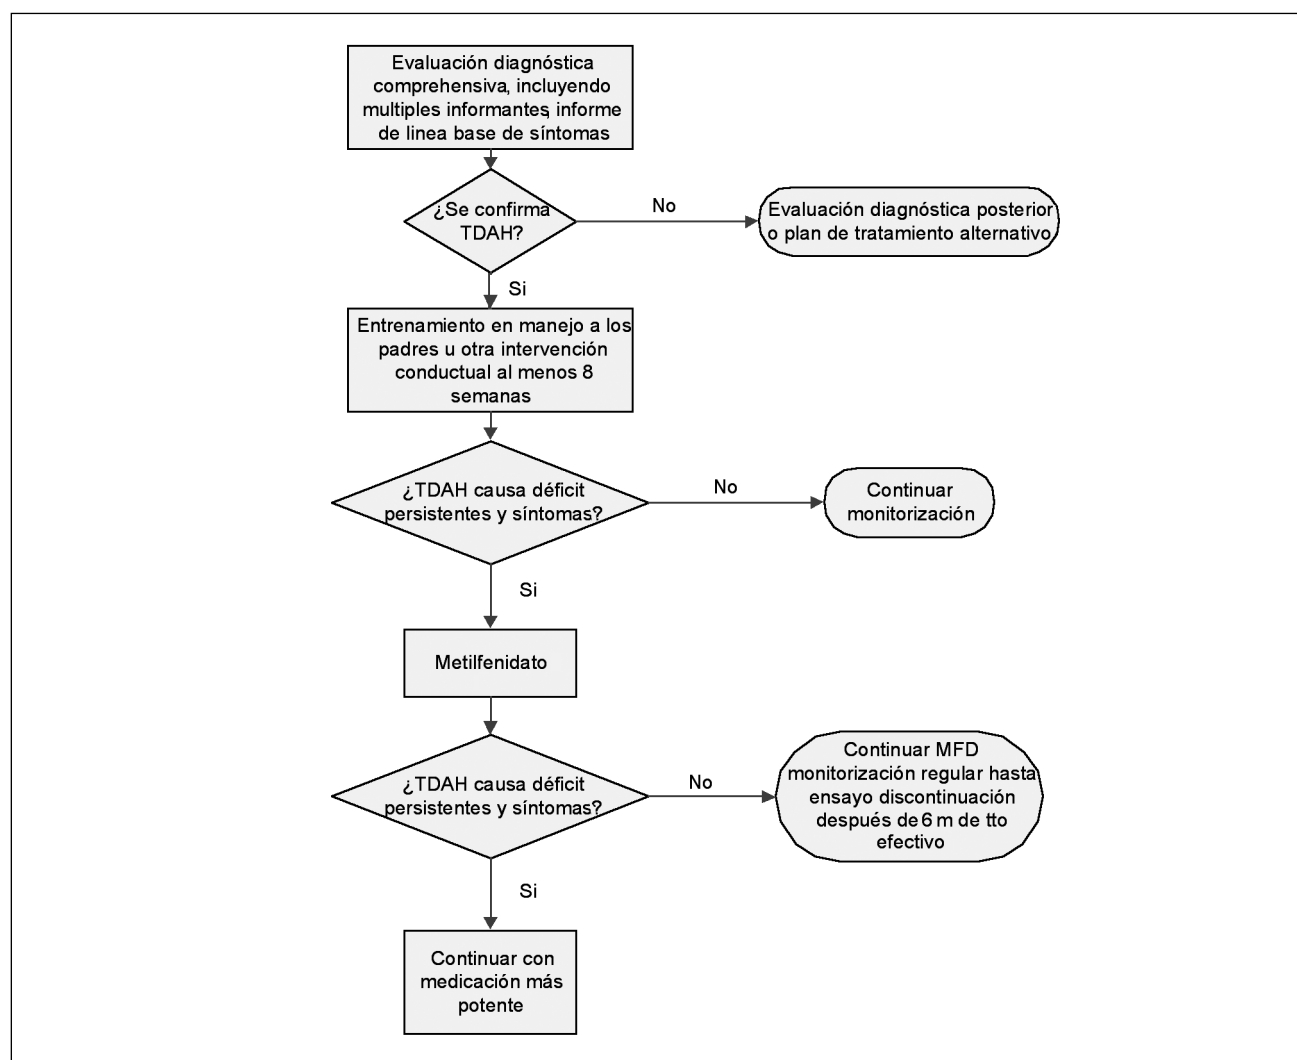 Evaluación diagnóstica
comprehensiva, incluyendo
multiples informantes, informe
de linea base de síntomas
¿Se confirma
TDAH?
No
Evaluación diagnóstica posterior
o plan de tratamiento alternativo
Si
Entrenamiento en manejo a los
padres u otra intervención
conductual al menos 8
semanas
¿TDAH causa déficit
persistentes y síntomas?
No
Continuar
monitorización
Si
Metilfenidato
¿TDAH causa déficit
persistentes y síntomas?
No
Continuar MFD
monitorización regular hasta
ensayo discontinuación
después de 6 m de tto
efectivo
Si
Continuar con
medicación más
potente